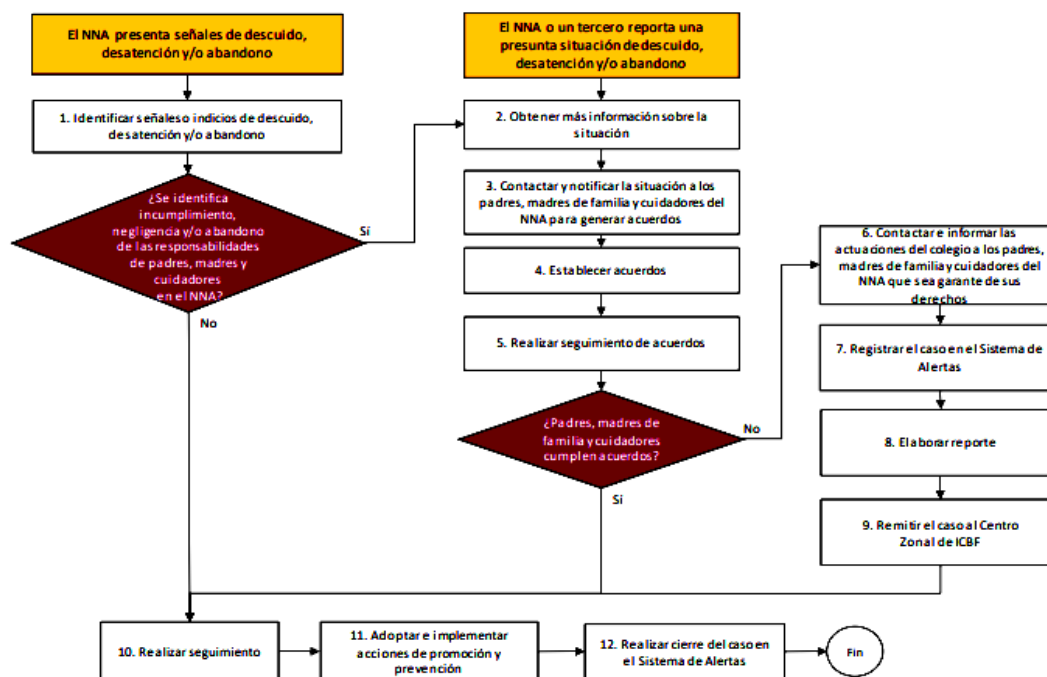 El NNA presenta señales de descuido,
desatención y/o abandono
El NNA o un tercero reporta una
presunta situación de descuido,
desatención y/o abandono
1. Identificar señales o indicios de descuido,
desatención y/o abandono
2. Obtener más información sobre la
situación
¿Se identifica
incumplimiento,
negligencia y/o abandono
de las responsabilidades
de padres, madres y
cuidadores
en el NNA?
Sí
No
3. Contactar y notificar la situación a los
padres, madres de familia y cuidadores del
NNA para generar acuerdos
4. Establecer acuerdos
5. Realizar seguimiento de acuerdos
¿Padres, madres de
familia y cuidadores
cumplen acuerdos?
No
Si
6. Contactar e informar las
actuaciones del colegio a los padres,
madres de familia y cuidadores del
NNA que sea garante de sus
derechos
7. Registrar el caso en el Sistema de
Alertas
8. Elaborar reporte
9. Remitir el caso al Centro
Zonal de ICBF
10. Realizar seguimiento
11. Adoptar e implementar
acciones de promoción y
prevención
12. Realizar cierre del caso en
el Sistema de Alertas
Fin